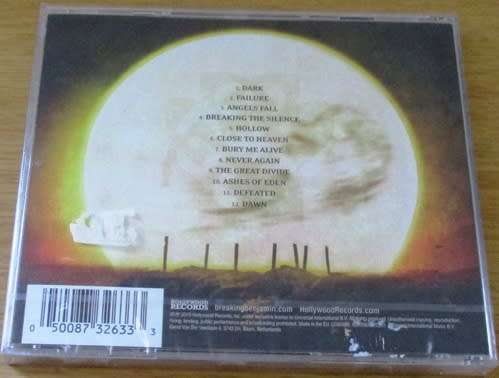 1. DARK
2. FAILURE
3. ANGELS FALL
4. BREAKING THE SILENCE
5. HOLLOW
6. CLOSE TO HEAVEN
7. BURY ME ALIVE
8. NEVER AGAIN
9. THE GREAT DIVIDE
10. ASHES OF EDEN
11. DEFEATED
12. DAWN
HOLLYWOOD
RECORDS
breakingbenjamin.com
HollywoodRecords.com
0 50087 32633 3